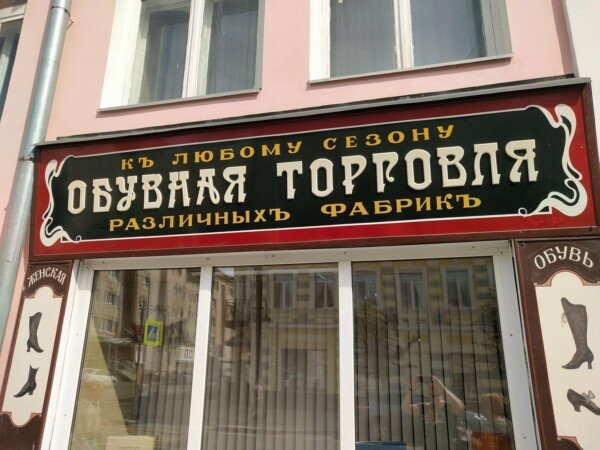 КЪ ЛЮБОМУ СЕЗОНУ
ОБУВНАЯ ТОРГОВЛЯ
РАЗЛИЧНЫХЪ ФАБРИКЪ
ЖЕНСКАЯ
ОБУВЬ